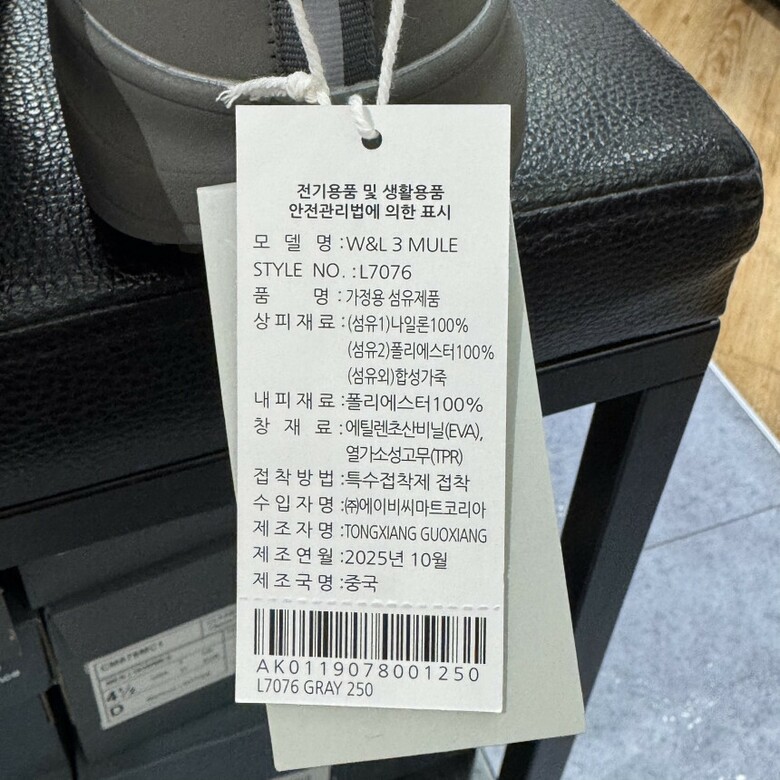 전기용품 및 생활용품
안전관리법에 의한 표시
모 델 명 : W&L 3 MULE
STYLE NO. : L7076
품 명 : 가정용 섬유제품
상 피 재 료 : (섬유1)나일론100%
(섬유2)폴리에스터100%
(섬유외)합성가죽
내 피 재 료 : 폴리에스터100%
창 재 료 : 에틸렌초산비닐(EVA),
열가소성고무(TPR)
접 착 방 법 : 특수접착제 접착
수 입 자 명 : ㈜에이비씨마트코리아
제 조 자 명 : TONGXIANG GUOXIANG
제 조 연 월 : 2025년 10월
제 조 국 명 : 중국
AK0119078001250
L7076 GRAY 250
4½
D